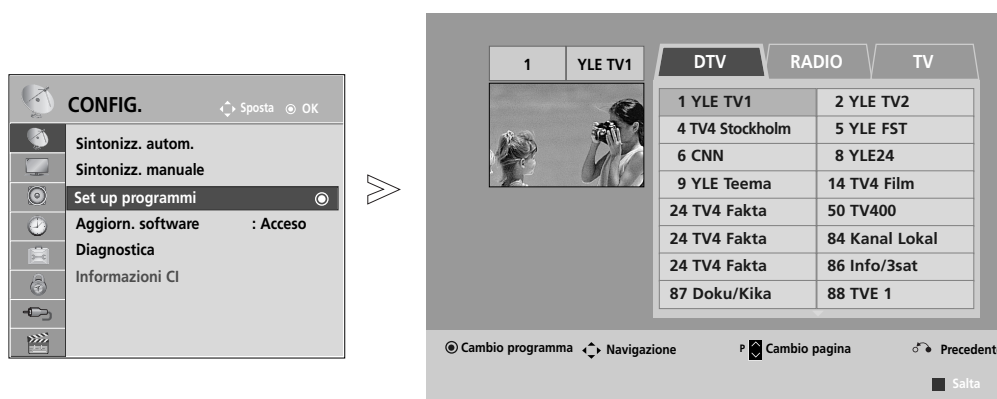 CONFIG. Sposta OK
Sintonizz. autom.
Sintonizz. manuale
Set up programmi
Aggiorn. software : Acceso
Diagnostica
Informazioni CI
1 YLE TV1
DTV RADIO TV
1 YLE TV1 2 YLE TV2
4 TV4 Stockholm 5 YLE FST
6 CNN 8 YLE24
9 YLE Teema 14 TV4 Film
24 TV4 Fakta 50 TV400
24 TV4 Fakta 84 Kanal Lokal
24 TV4 Fakta 86 Info/3sat
87 Doku/Kika 88 TVE 1
Cambio programma Navigazione P Cambio pagina Precedent
Salta